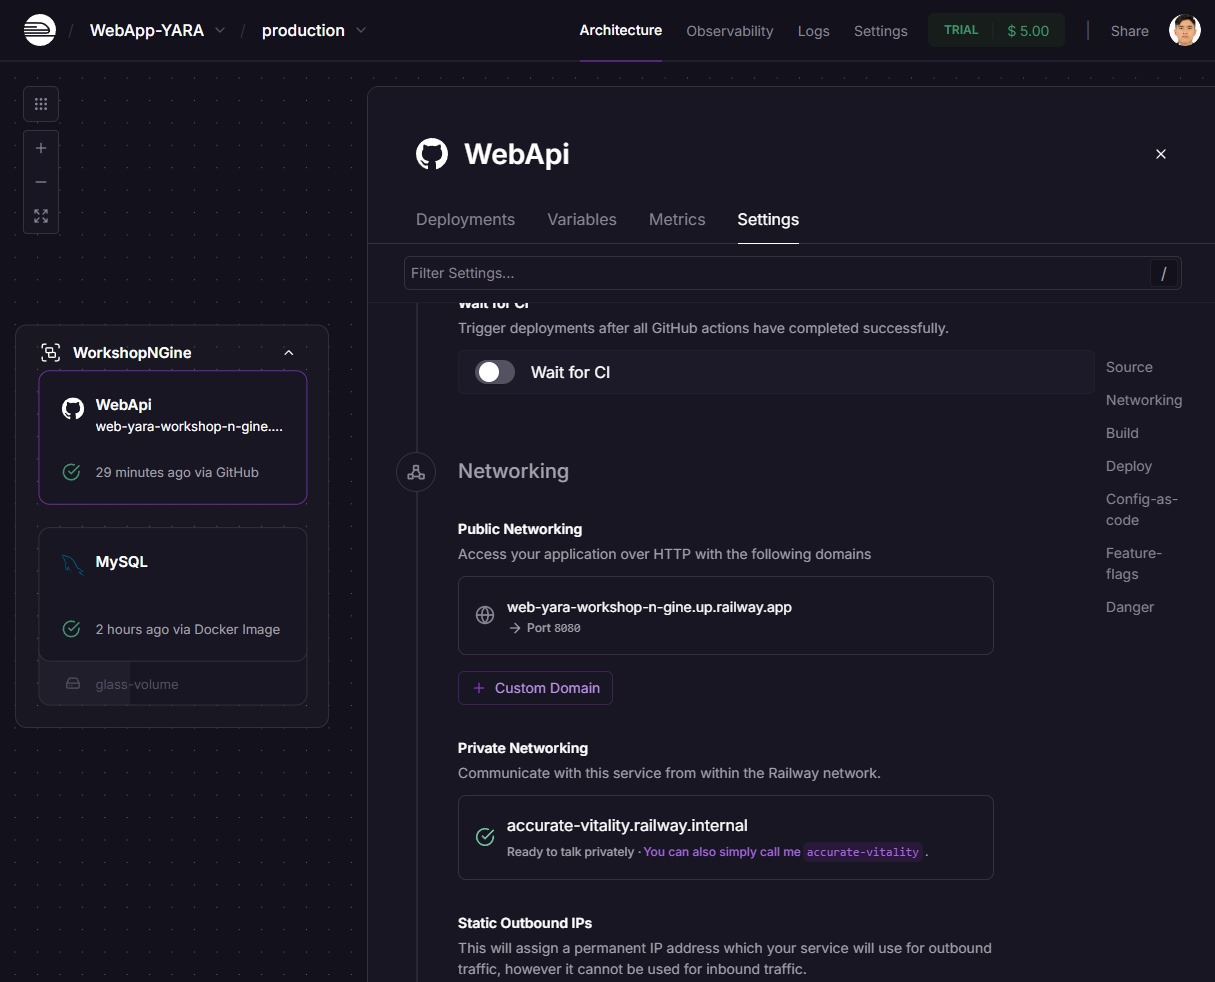 / WebApp-YARA / production
Architecture Observability Logs Settings TRIAL $ 5.00 Share
WebApi
Deployments Variables Metrics Settings
Filter Settings... /
Wait for CI
Trigger deployments after all GitHub actions have completed successfully.
Wait for CI
Networking
Public Networking
Access your application over HTTP with the following domains
web-yara-workshop-n-gine.up.railway.app
→ Port 8080
+ Custom Domain
Private Networking
Communicate with this service from within the Railway network.
accurate-vitality.railway.internal
Ready to talk privately · You can also simply call me accurate-vitality .
Static Outbound IPs
This will assign a permanent IP address which your service will use for outbound
traffic, however it cannot be used for inbound traffic.
Source
Networking
Build
Deploy
Config-as-
code
Feature-
flags
Danger
WorkshopNGine
WebApi
web-yara-workshop-n-gine....
29 minutes ago via GitHub
MySQL
2 hours ago via Docker Image
glass-volume